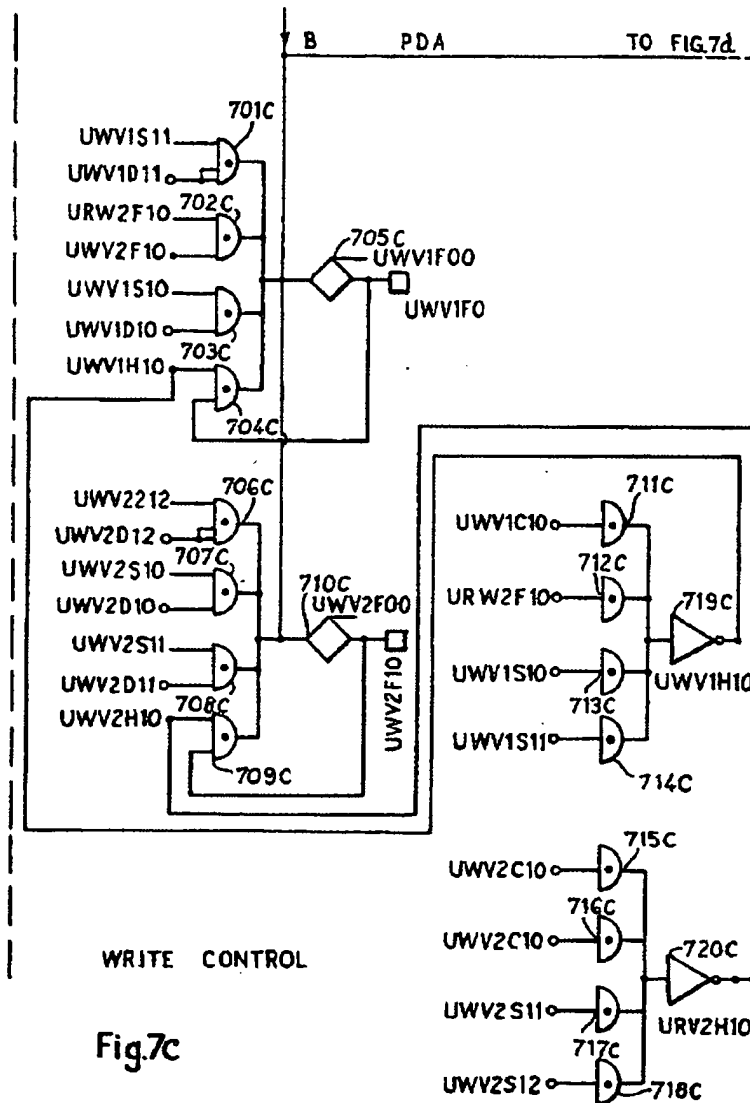 B PDA TO FIG.7d
701C
UWV1S11
UWV1D11
702C
URW2F10
UWV2F10
705C
UWV1F00
UWV1F0
UWV1S10
UWV1D10
703C
UWV1H10
704C
UWV2212
706C
UWV2D12
707C
UWV2S10
UWV2D10
710C
UWV2F00
UWV2F10
UWV2S11
UWV2D11
708C
UWV2H10
709C
711C
UWV1C10
712C
URW2F10
719C
UWV1H10
UWV1S10
713C
UWV1S11
714C
715C
UWV2C10
716C
UWV2C10
720C
URV2H10
UWV2S11
717C
UWV2S12
718C
WRITE CONTROL
Fig.7c